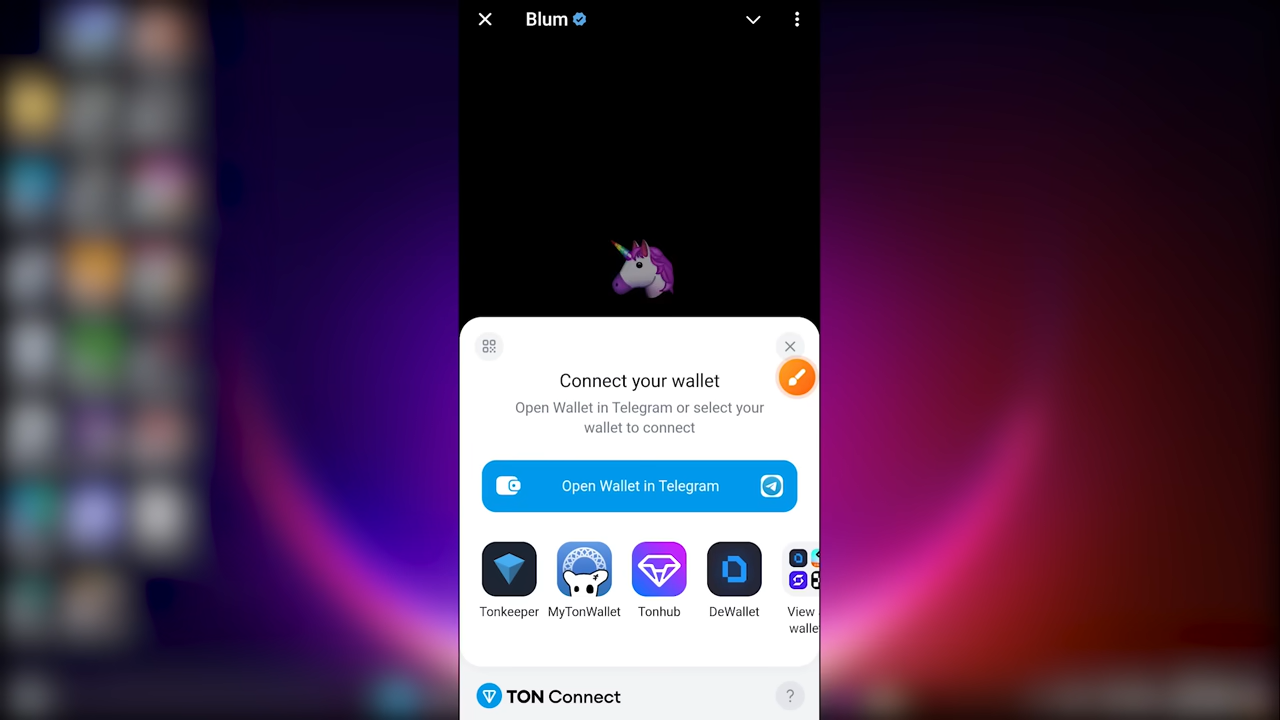 Blum
Connect your wallet
Open Wallet in Telegram or select your
wallet to connect
Open Wallet in Telegram
Tonkeeper MyTonWallet Tonhub DeWallet View
walle
TON Connect
?